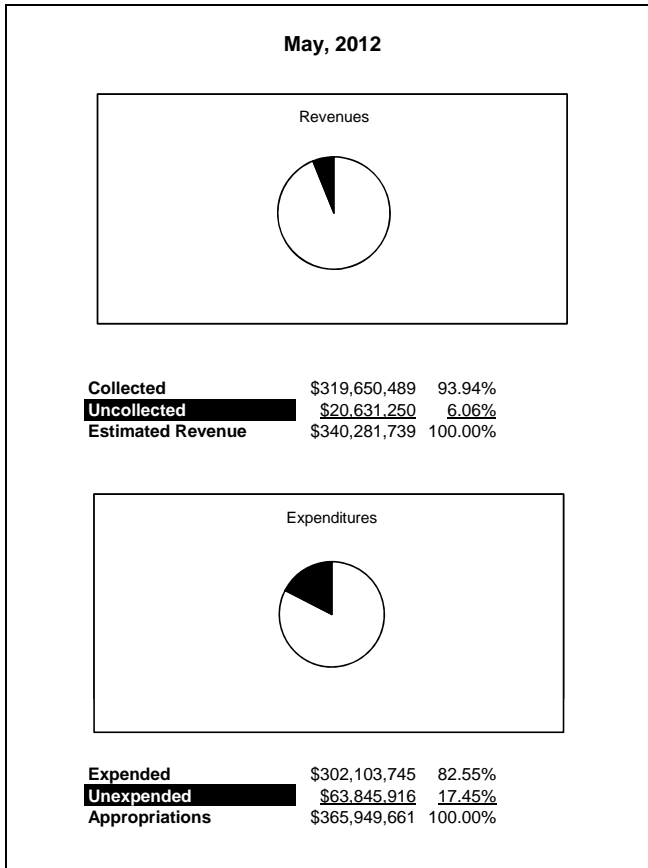 May, 2012
Revenues
Collected $319,650,489 93.94%
Uncollected $20,631,250 6.06%
Estimated Revenue $340,281,739 100.00%
Expenditures
Expended $302,103,745 82.55%
Unexpended $63,845,916 17.45%
Appropriations $365,949,661 100.00%